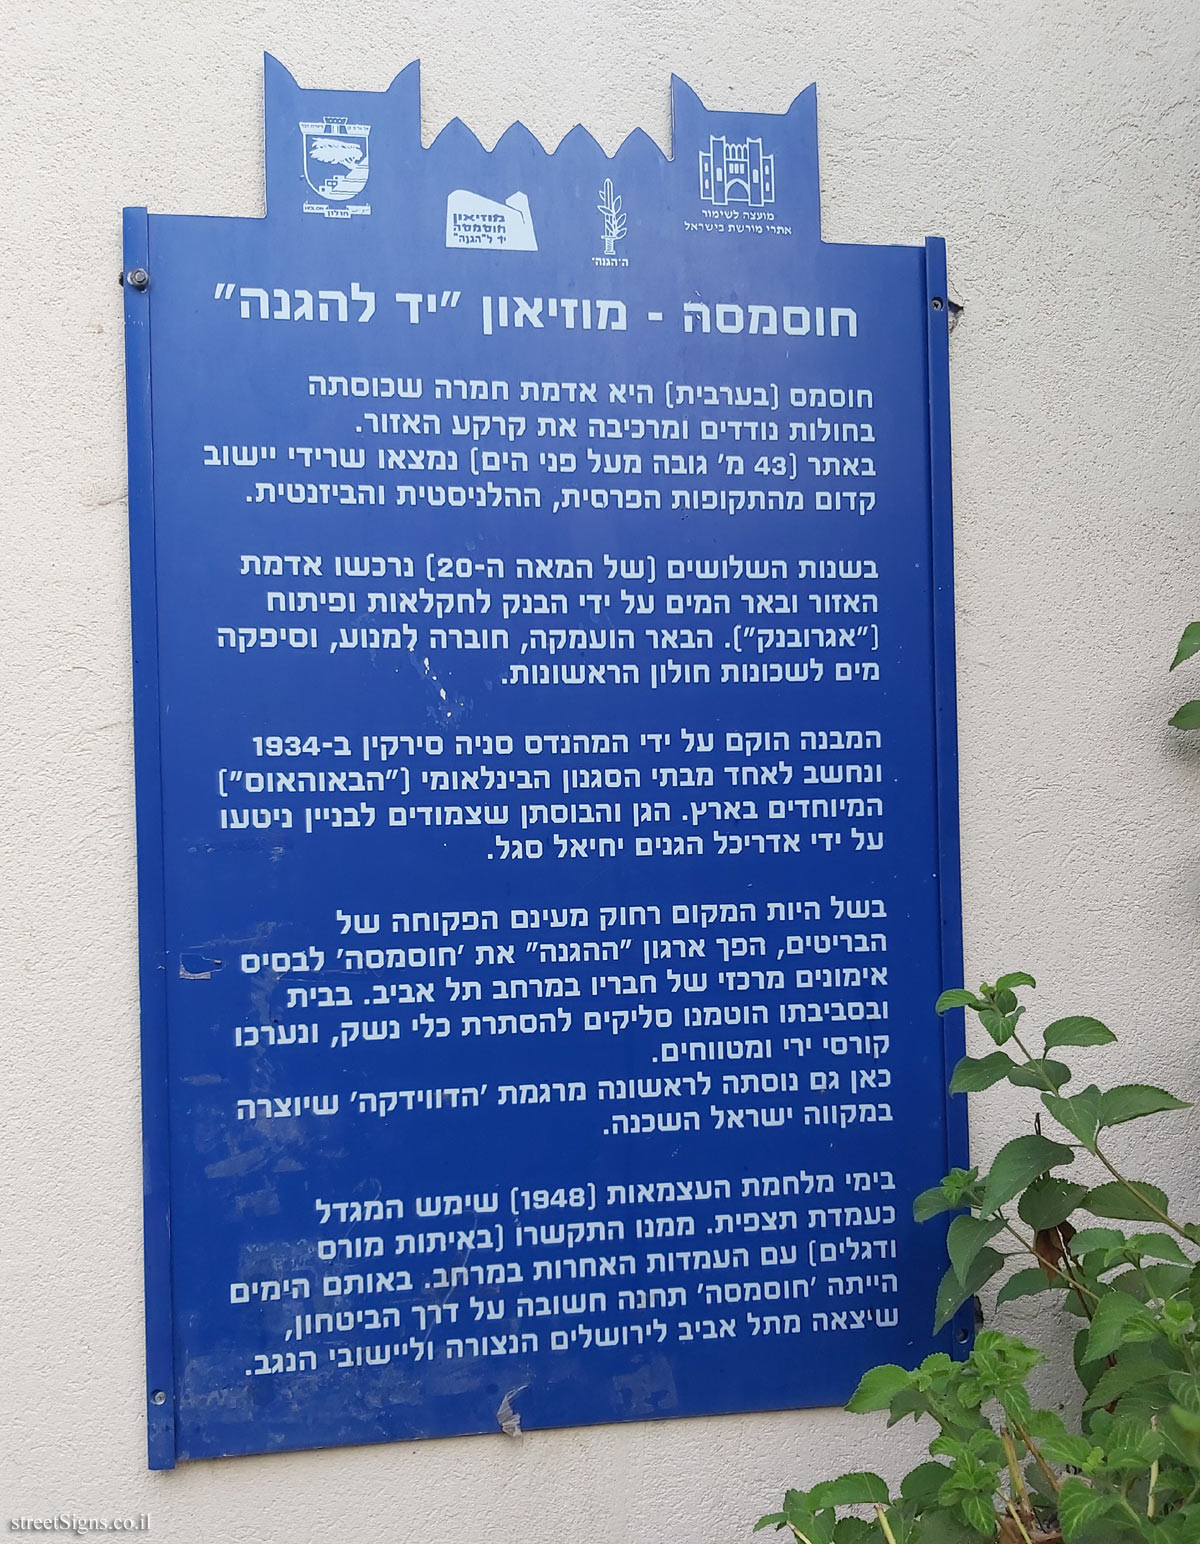 חולון
HOLON
מוזיאון
חוסמסה
יד ל"הגנה"
ה"הגנה"
מועצה לשימור
אתרי מורשת בישראל
חוסמסה - מוזיאון "יד להגנה"
חוסמס (בערבית) היא אדמת חמרה שכוסתה
בחולות נודדים ומרכיבה את קרקע האזור.
באתר (43 מ' גובה מעל פני הים) נמצאו שרידי יישוב
קדום מהתקופות הפרסית, ההלניסטית והביזנטית.
בשנות השלושים (של המאה ה-20) נרכשו אדמת
האזור ובאר המים על ידי הבנק לחקלאות ופיתוח
("אגרובנק"). הבאר הועמקה, חוברה למנוע, וסיפקה
מים לשכונות חולון הראשונות.
המבנה הוקם על ידי המהנדס סניה סירקין ב-1934
ונחשב לאחד מבתי הסגנון הבינלאומי ("הבאוהאוס")
המיוחדים בארץ. הגן והבוסתן שצמודים לבניין ניטעו
על ידי אדריכל הגנים יחיאל סגל.
בשל היות המקום רחוק מעינם הפקוחה של
הבריטים, הפך ארגון "ההגנה" את 'חוסמסה' לבסיס
אימונים מרכזי של חבריו במרחב תל אביב. בבית
ובסביבתו הוטמנו סליקים להסתרת כלי נשק, ונערכו
קורסי ירי ומטווחים.
כאן גם נוסתה לראשונה מרגמת 'הדווידקה' שיוצרה
במקווה ישראל השכנה.
בימי מלחמת העצמאות (1948) שימש המגדל
כעמדת תצפית. ממנו התקשרו (באיתות מורס
ודגלים) עם העמדות האחרות במרחב. באותם הימים
הייתה 'חוסמסה' תחנה חשובה על דרך הביטחון,
שיצאה מתל אביב לירושלים הנצורה וליישובי הנגב.
streetSigns.co.il